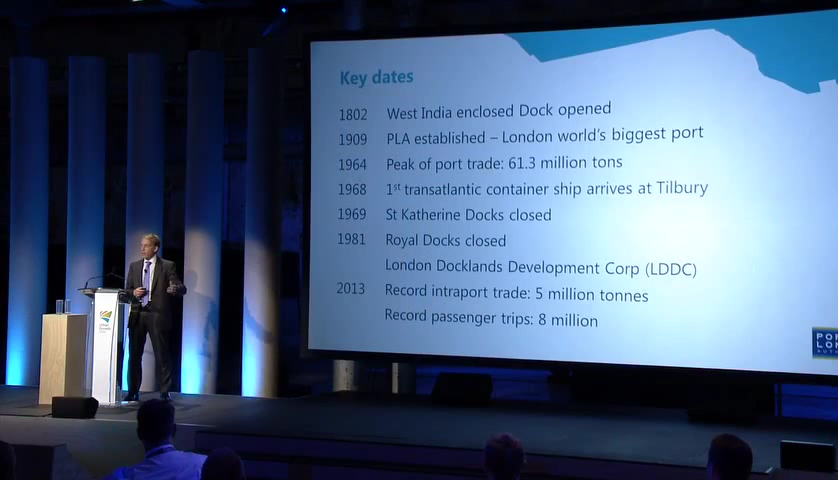 Key dates
1802 West India enclosed Dock opened
1909 PLA established – London world's biggest port
1964 Peak of port trade: 61.3 million tons
1968 1st transatlantic container ship arrives at Tilbury
1969 St Katherine Docks closed
1981 Royal Docks closed
London Docklands Development Corp (LDDC)
2013 Record intraport trade: 5 million tonnes
Record passenger trips: 8 million